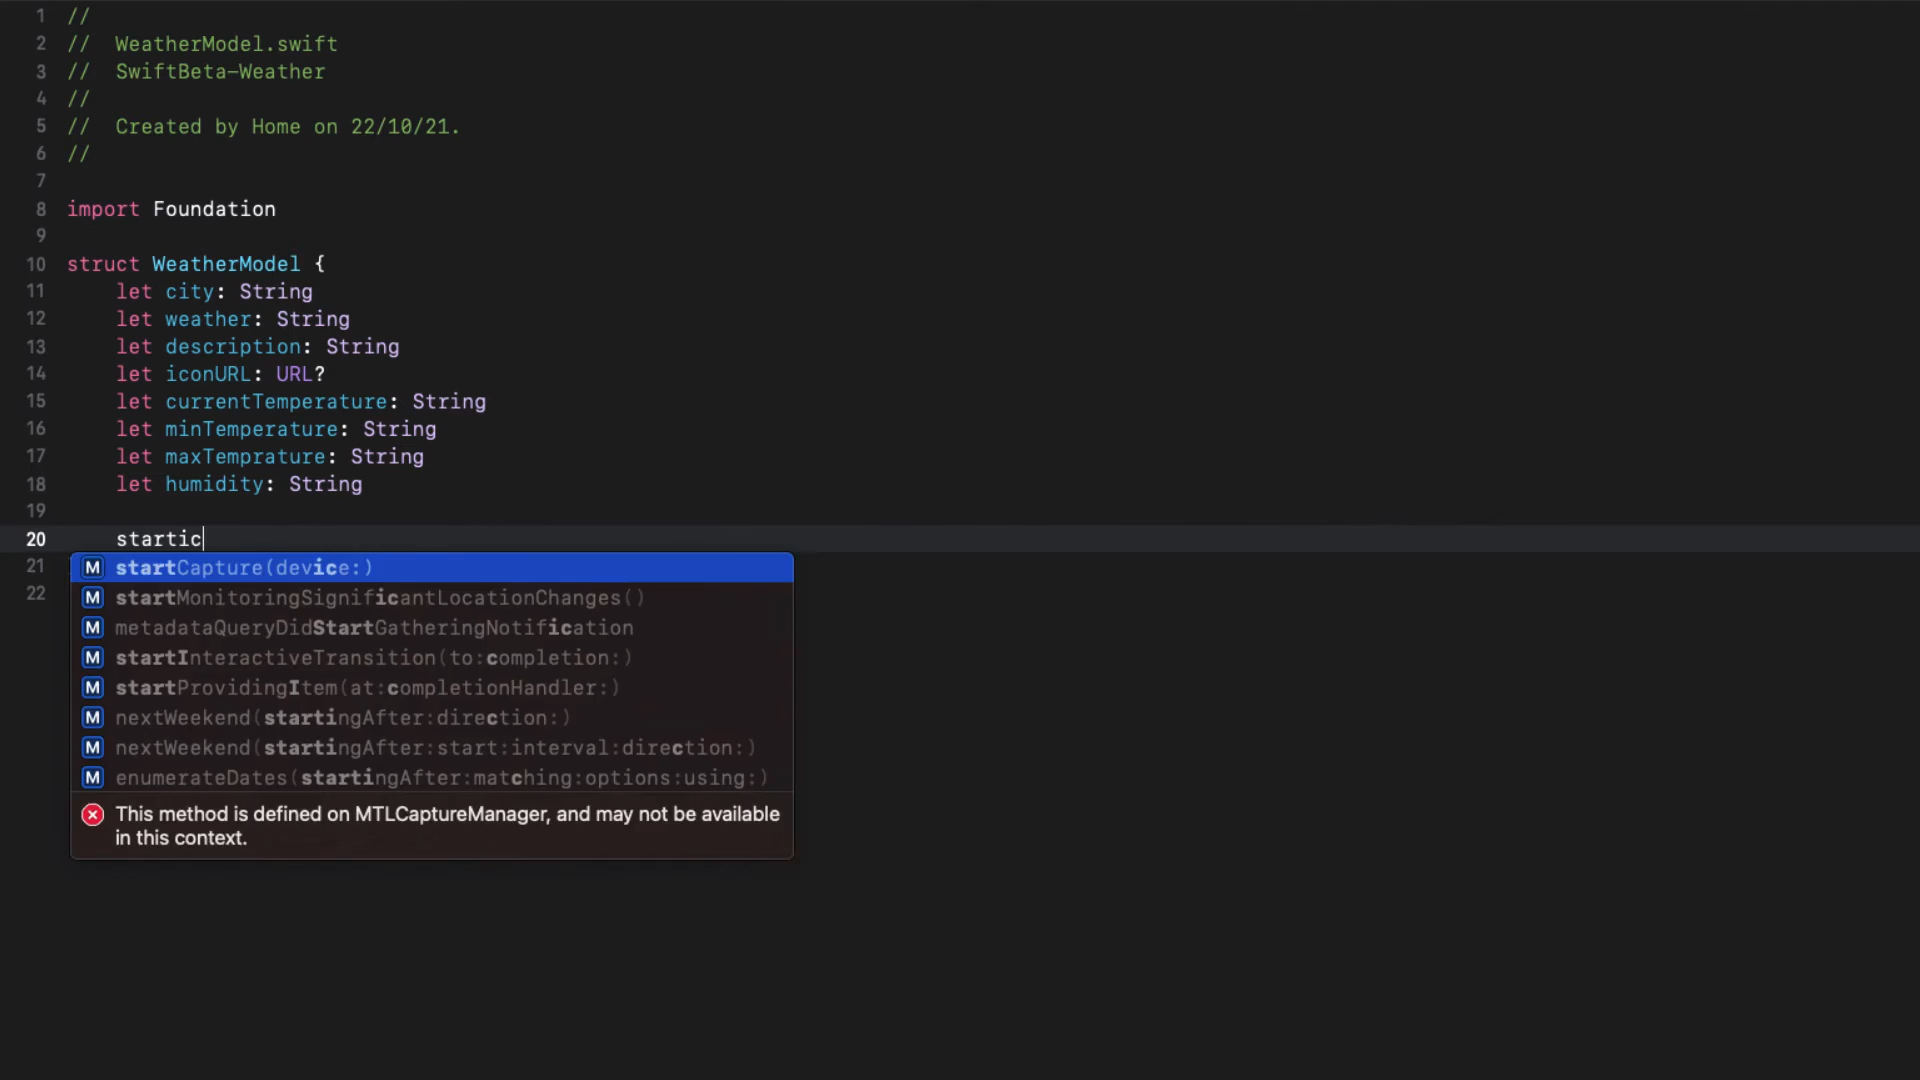 1 //
2 // WeatherModel.swift
3 // SwiftBeta-Weather
4 //
5 // Created by Home on 22/10/21.
6 //
7
8 import Foundation
9
10 struct WeatherModel {
11 let city: String
12 let weather: String
13 let description: String
14 let iconURL: URL?
15 let currentTemperature: String
16 let minTemperature: String
17 let maxTemprature: String
18 let humidity: String
19
20 startic
21 M startCapture(device:)
22 M startMonitoringSignificantLocationChanges()
M metadataQueryDidStartGatheringNotification
M startInteractiveTransition(to:completion:)
M startProvidingItem(at:completionHandler:)
M nextWeekend(startingAfter:direction:)
M nextWeekend(startingAfter:start:interval:direction:)
M enumerateDates(startingAfter:matching:options:using:)
This method is defined on MTLCaptureManager, and may not be available
in this context.